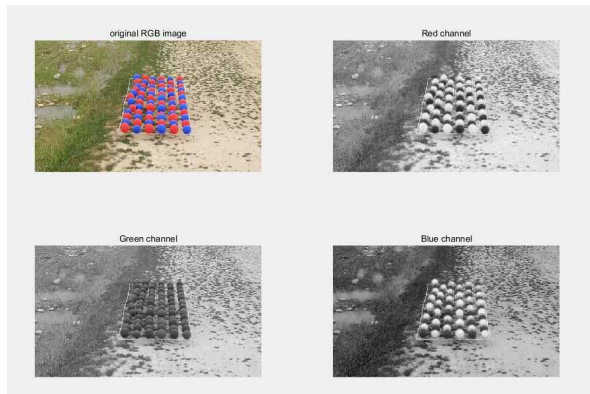 original RGB image
Red channel
Green channel
Blue channel